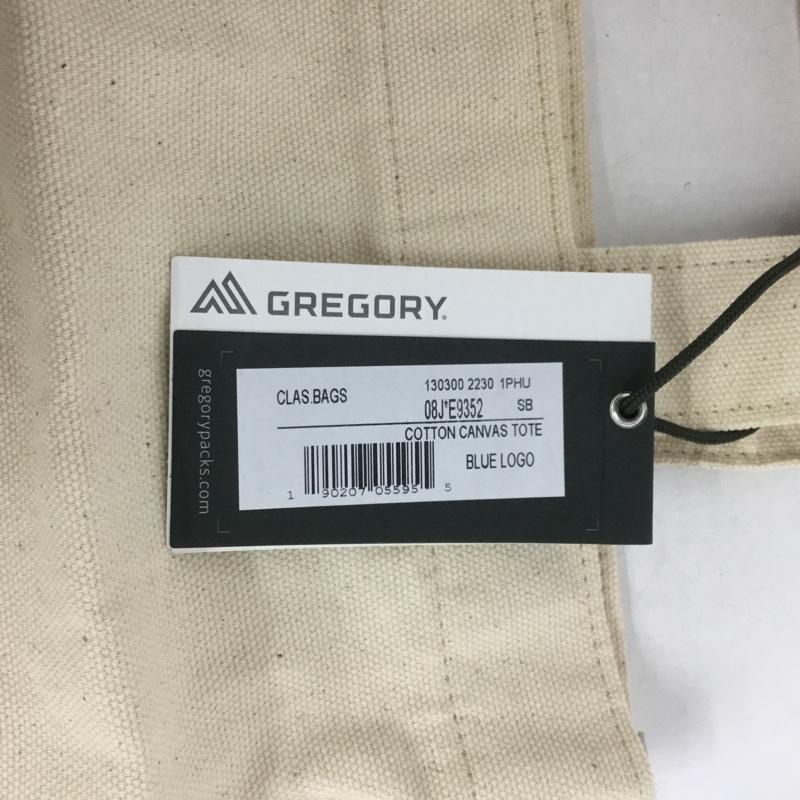 GREGORY.
gregorypacks.com
CLAS.BAGS 130300 2230 1PHU
08J*E9352 SB
COTTON CANVAS TOTE
BLUE LOGO
1 90207 05595 5